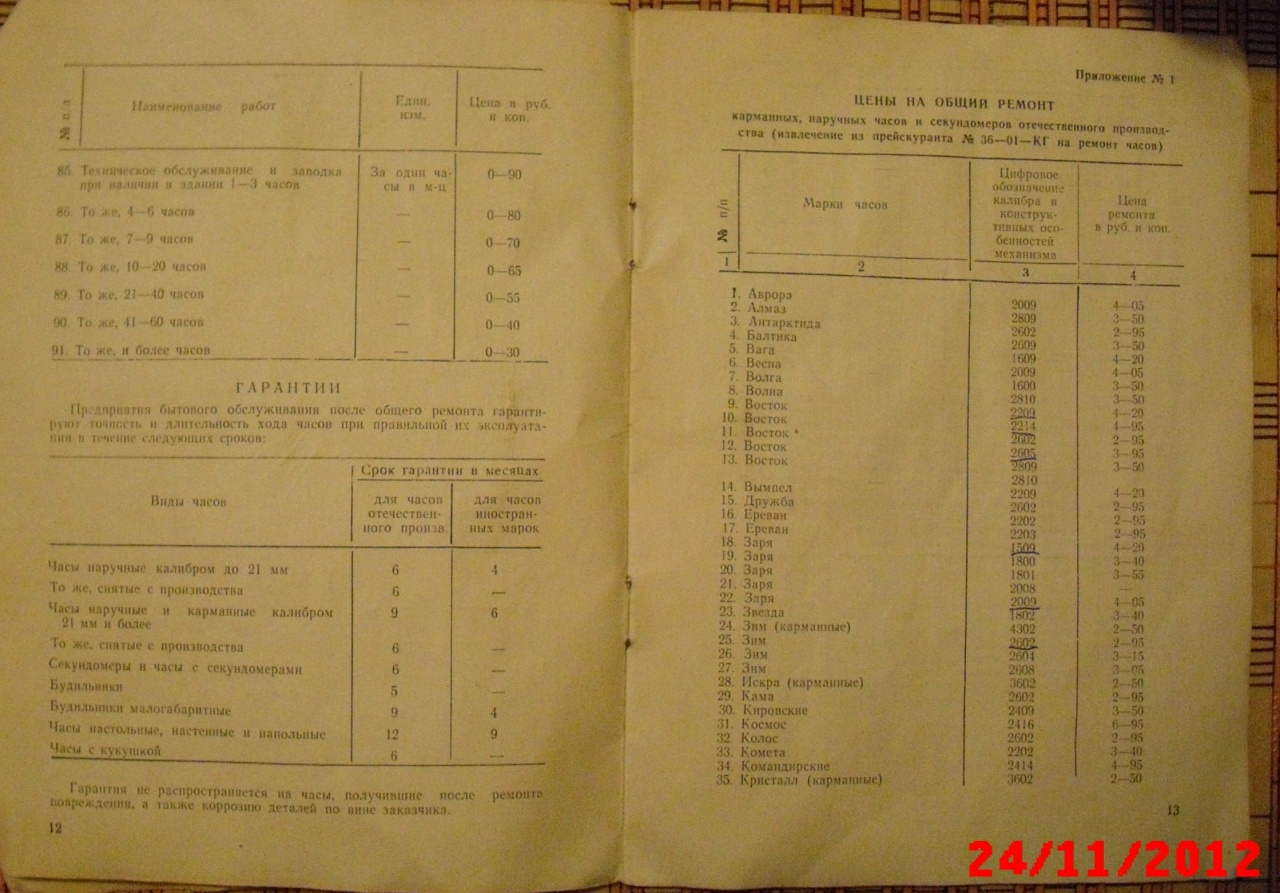 № п/п Наименование работ Един. изм. Цена в руб. и коп.
85. Техническое обслуживание и заводка За один ча- 0—90
при наличии в здании 1—3 часов сы в м-ц
86. То же, 4—6 часов — 0—80
87. То же, 7—9 часов — 0—70
88. То же, 10—20 часов — 0—65
89. То же, 21—40 часов — 0—55
90. То же, 41—60 часов — 0—40
91. То же, и более часов — 0—30
ГАРАНТИИ
Предприятия бытового обслуживания после общего ремонта гаранти-
руют точность и длительность хода часов при правильной их эксплуата-
ции в течение следующих сроков:
Срок гарантии в месяцах
Виды часов
для часов отечествен- ного произв.
для часов иностран- ных марок
Часы наручные калибром до 21 мм 6 4
То же, снятые с производства 6 —
Часы наручные и карманные калибром 9 6
21 мм и более
То же, снятые с производства 6 —
Секундомеры и часы с секундомерами 6 —
Будильники 5 —
Будильники малогабаритные 9 4
Часы настольные, настенные и напольные 12 9
Часы с кукушкой 6 —
Гарантия не распространяется на часы, получившие после ремонта
повреждения, а также коррозию деталей по вине заказчика.
12
Приложение № 1
ЦЕНЫ НА ОБЩИЙ РЕМОНТ
карманных, наручных часов и секундомеров отечественного производ-
ства (извлечение из прейскуранта № 36—01—КГ на ремонт часов)
№ п/п
Марки часов
Цифровое
обозначение
калибра и
конструк-
тивных осо-
бенностей
механизма
Цена
ремонта
в руб. и коп.
1 2 3 4
1. Аврора 2009 4—05
2. Алмаз 2809 3—50
3. Антарктида 2602 2—95
4. Балтика 2609 3—50
5. Вага 1609 4—20
6. Весна 2009 4—05
7. Волга 1600 3—50
8. Волна 2810 3—50
9. Восток 2209 4—20
10. Восток 2214 4—95
11. Восток 2602 2—95
12. Восток 2605 3—95
13. Восток 2809 3—50
2810
14. Вымпел 2209 4—20
15. Дружба 2602 2—95
16. Ереван 2202 2—95
17. Ереван 2203 2—95
18. Заря 1509 4—20
19. Заря 1800 3—40
20. Заря 1801 3—55
21. Заря 2008 —
22. Заря 2009 4—05
23. Звезда 1802 3—40
24. Зим (карманные) 4302 2—50
25. Зим 2602 2—95
26. Зим 2604 3—15
27. Зим 2608 3—05
28. Искра (карманные) 3602 2—50
29. Кама 2602 2—95
30. Кировские 2409 3—50
31. Космос 2416 6—95
32. Колос 2602 2—95
33. Комета 2202 3—40
34. Командирские 2414 4—95
35. Кристалл (карманные) 3602 2—50
13
24/11/2012